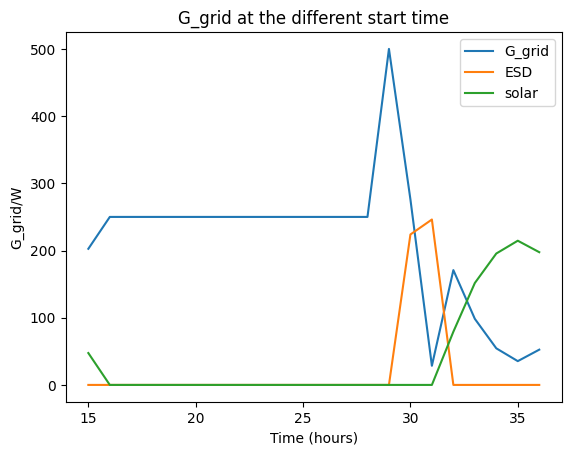 G_grid at the different start time
G_grid
ESD
solar
G_grid/W
500
400
300
200
100
0
15
20
25
30
35
Time (hours)